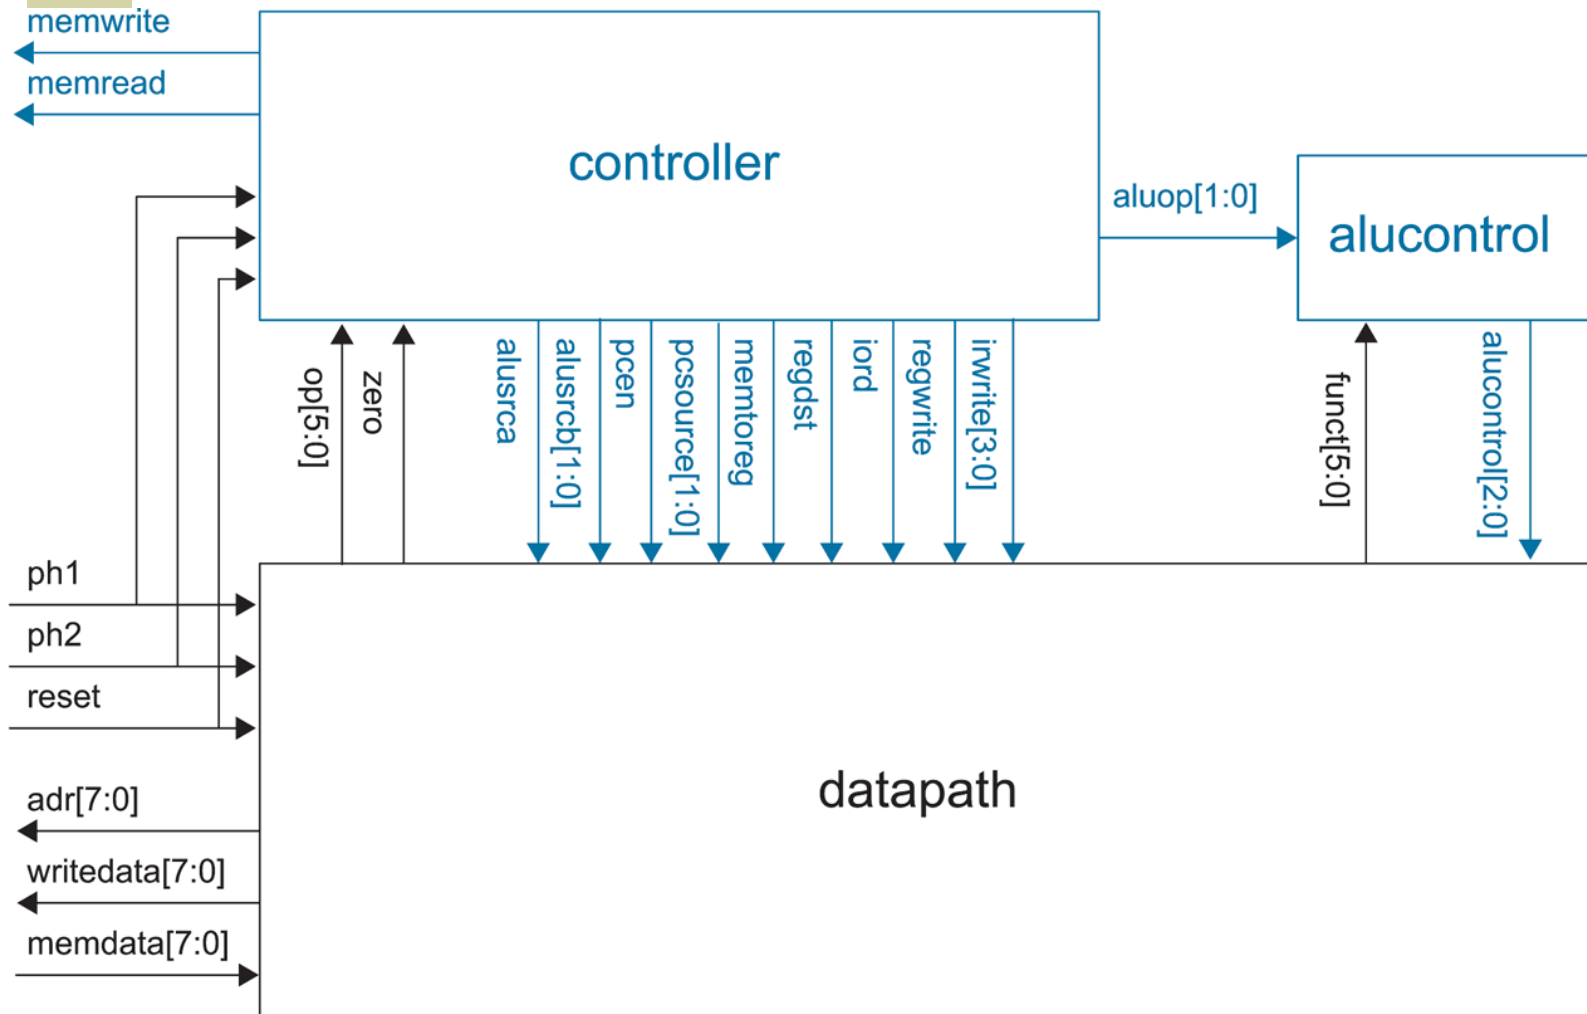 memwrite
memread
controller
aluop[1:0]
alucontrol
op[5:0]
zero
alusrca
alusrcb[1:0]
pcen
pcsource[1:0]
memtoreg
regdst
iord
regwrite
irwrite[3:0]
funct[5:0]
alucontrol[2:0]
ph1
ph2
reset
datapath
adr[7:0]
writedata[7:0]
memdata[7:0]